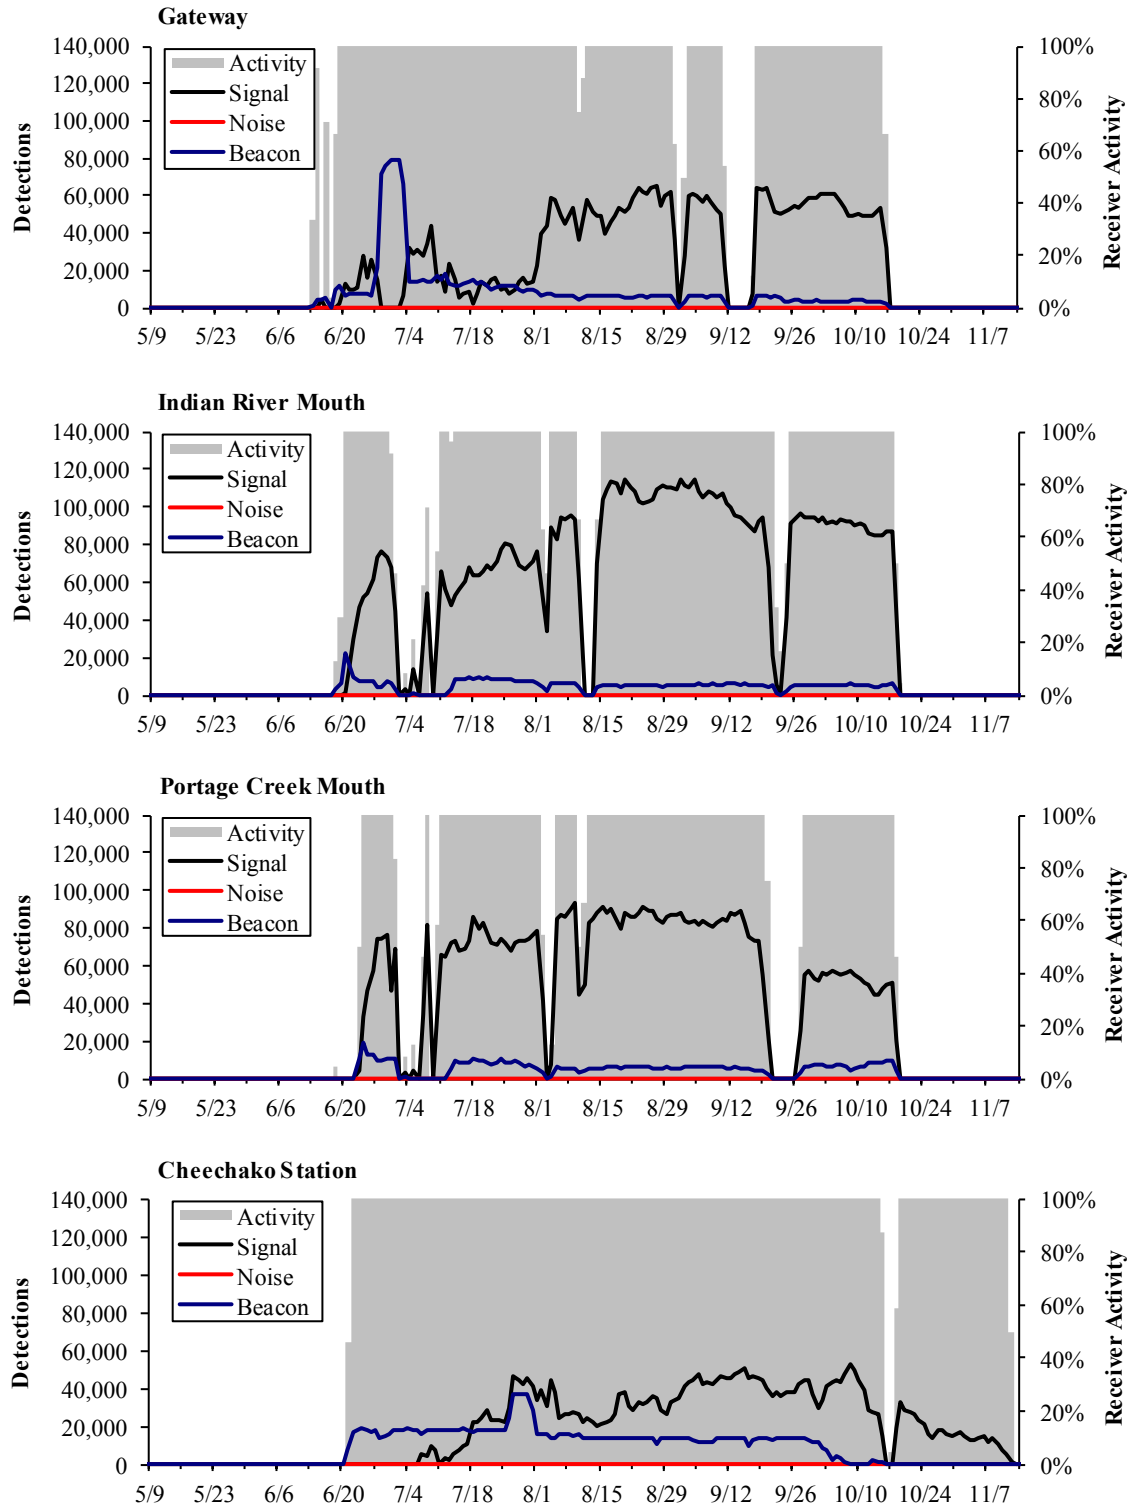 Gateway
140,000
120,000
100,000
80,000
60,000
40,000
20,000
0
Detections
Activity
Signal
Noise
Beacon
100%
80%
60%
40%
20%
0%
Receiver Activity
5/9 5/23 6/6 6/20 7/4 7/18 8/1 8/15 8/29 9/12 9/26 10/10 10/24 11/7
Indian River Mouth
140,000
120,000
100,000
80,000
60,000
40,000
20,000
0
Detections
Activity
Signal
Noise
Beacon
100%
80%
60%
40%
20%
0%
Receiver Activity
5/9 5/23 6/6 6/20 7/4 7/18 8/1 8/15 8/29 9/12 9/26 10/10 10/24 11/7
Portage Creek Mouth
140,000
120,000
100,000
80,000
60,000
40,000
20,000
0
Detections
Activity
Signal
Noise
Beacon
100%
80%
60%
40%
20%
0%
Receiver Activity
5/9 5/23 6/6 6/20 7/4 7/18 8/1 8/15 8/29 9/12 9/26 10/10 10/24 11/7
Cheechako Station
140,000
120,000
100,000
80,000
60,000
40,000
20,000
0
Detections
Activity
Signal
Noise
Beacon
100%
80%
60%
40%
20%
0%
Receiver Activity
5/9 5/23 6/6 6/20 7/4 7/18 8/1 8/15 8/29 9/12 9/26 10/10 10/24 11/7